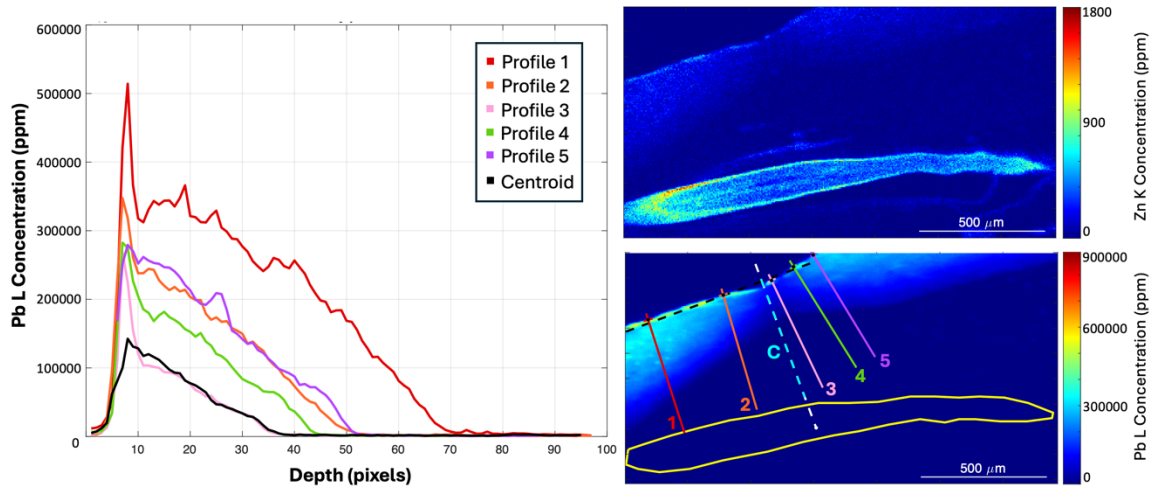 600000
500000
400000
300000
200000
100000
0
10
20
30
40
50
60
70
80
90
100
Pb L Concentration (ppm)
Depth (pixels)
Profile 1
Profile 2
Profile 3
Profile 4
Profile 5
Centroid
500 μm
1800
900
0
Zn K Concentration (ppm)
1
2
C
3
4
5
500 μm
900000
600000
300000
0
Pb L Concentration (ppm)